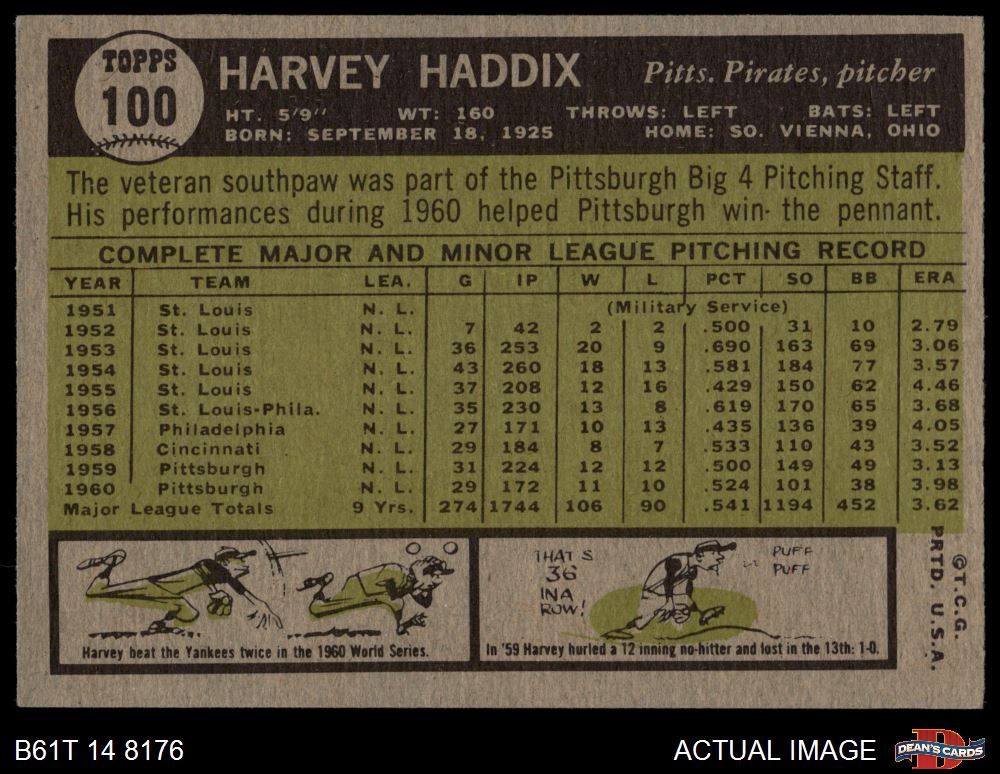 TOPPS
100
HARVEY HADDIX
Pitts. Pirates, pitcher
HT. 5'9" WT: 160 THROWS: LEFT BATS: LEFT
BORN: SEPTEMBER 18, 1925 HOME: SO. VIENNA, OHIO
The veteran southpaw was part of the Pittsburgh Big 4 Pitching Staff.
His performances during 1960 helped Pittsburgh win the pennant.
COMPLETE MAJOR AND MINOR LEAGUE PITCHING RECORD
YEAR TEAM LEA. G IP W L PCT SO BB ERA
1951 St. Louis N. L. (Military Service)
1952 St. Louis N. L. 7 42 2 2 .500 31 10 2.79
1953 St. Louis N. L. 36 253 20 9 .690 163 69 3.06
1954 St. Louis N. L. 43 260 18 13 .581 184 77 3.57
1955 St. Louis N. L. 37 208 12 16 .429 150 62 4.46
1956 St. Louis-Phila. N. L. 35 230 13 8 .619 170 65 3.68
1957 Philadelphia N. L. 27 171 10 13 .435 136 39 4.05
1958 Cincinnati N. L. 29 184 8 7 .533 110 43 3.52
1959 Pittsburgh N. L. 31 224 12 12 .500 149 49 3.13
1960 Pittsburgh N. L. 29 172 11 10 .524 101 38 3.98
Major League Totals 9 Yrs. 274 1744 106 90 .541 1194 452 3.62
Harvey beat the Yankees twice in the 1960 World Series.
THAT'S
36
IN A
ROW!
PUFF
PUFF
In '59 Harvey hurled a 12 inning no-hitter and lost in the 13th: 1-0.
©T.C.G.
PRTD. U.S.A.
B61T 14 8176
ACTUAL IMAGE
DEAN'S CARDS